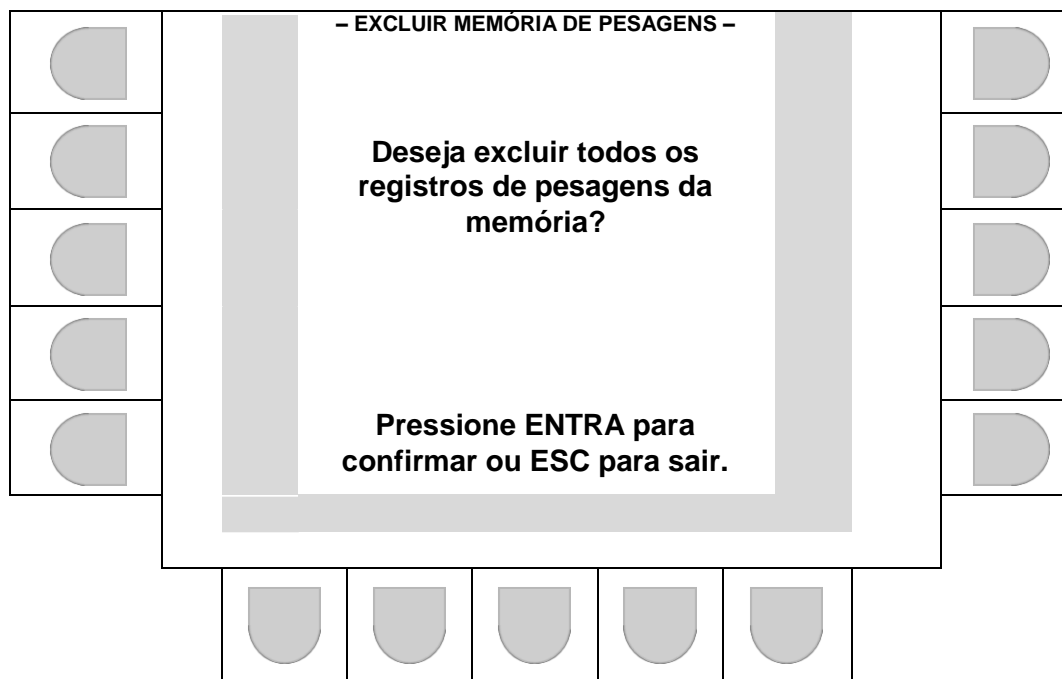 – EXCLUIR MEMÓRIA DE PESAGENS –
Deseja excluir todos os
registros de pesagens da
memória?
Pressione ENTRA para
confirmar ou ESC para sair.